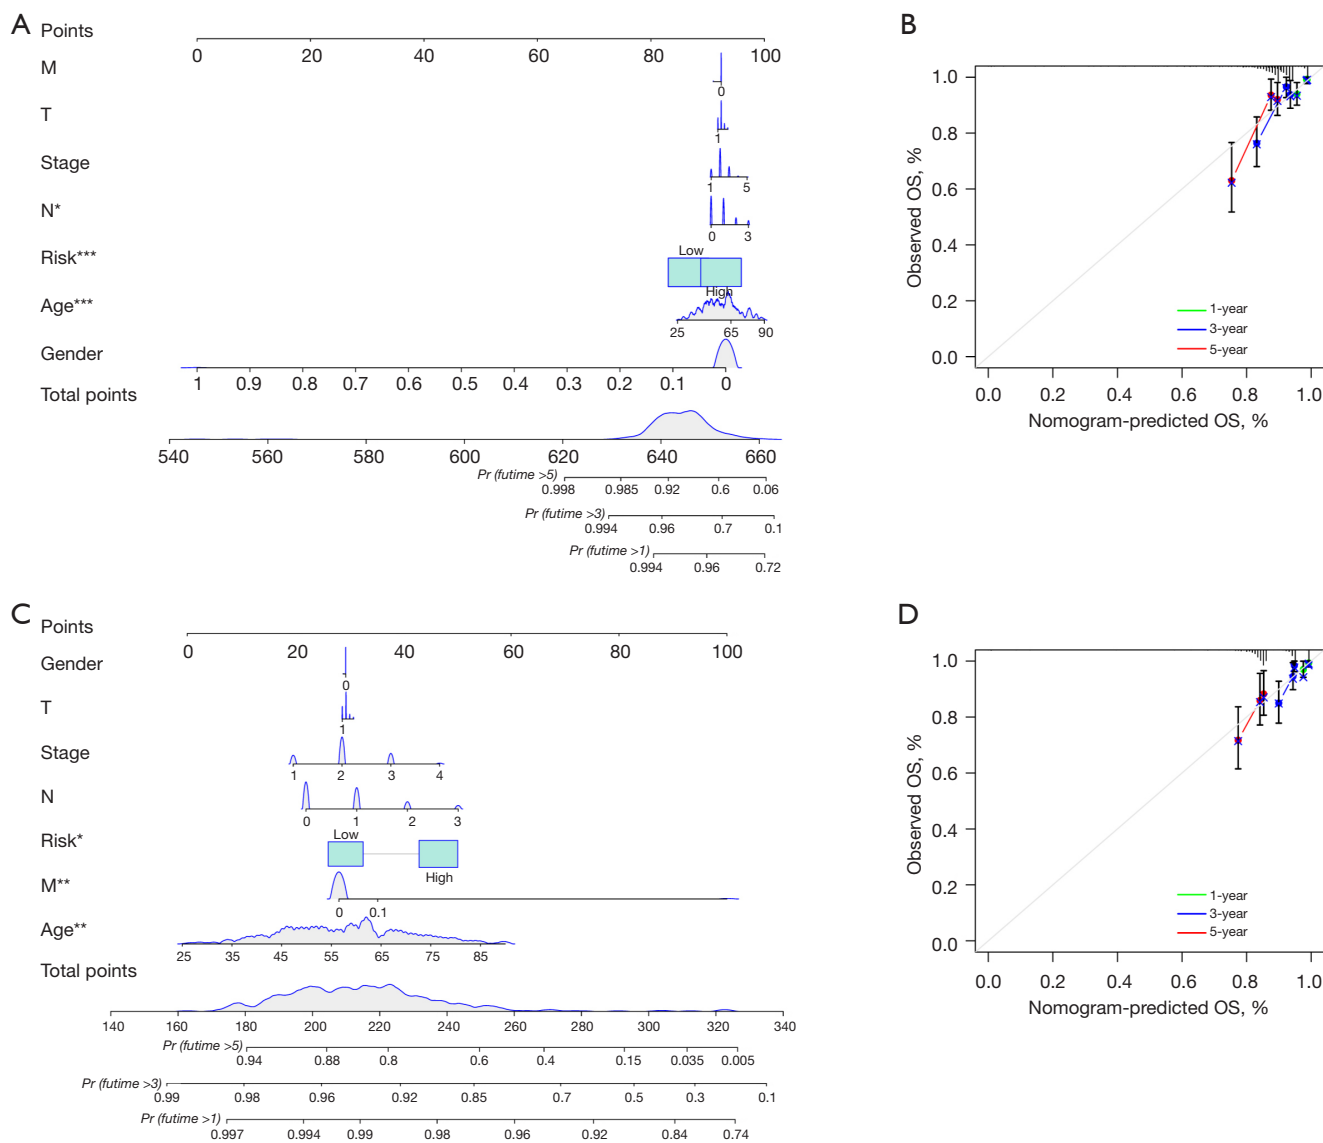 A
Points
0 20 40 60 80 100
M
0
T
1
Stage
1 5
N*
0 3
Risk***
Low
High
Age***
25 65 90
Gender
1 0.9 0.8 0.7 0.6 0.5 0.4 0.3 0.2 0.1 0
Total points
540 560 580 600 620 640 660
Pr (futime >5)
0.998 0.985 0.92 0.6 0.06
Pr (futime >3)
0.994 0.96 0.7 0.1
Pr (futime >1)
0.994 0.96 0.72
B
Observed OS, %
1.0
0.8
0.6
0.4
0.2
0.0
1-year
3-year
5-year
0.0 0.2 0.4 0.6 0.8 1.0
Nomogram-predicted OS, %
C
Points
0 20 40 60 80 100
Gender
0
T
1
Stage
1 2 3 4
N
0 1 2 3
Risk*
Low
High
M**
0 0.1
Age**
25 35 45 55 65 75 85
Total points
140 160 180 200 220 240 260 280 300 320 340
Pr (futime >5)
0.94 0.88 0.8 0.6 0.4 0.15 0.035 0.005
Pr (futime >3)
0.99 0.98 0.96 0.92 0.85 0.7 0.5 0.3 0.1
Pr (futime >1)
0.997 0.994 0.99 0.98 0.96 0.92 0.84 0.74
D
Observed OS, %
1.0
0.8
0.6
0.4
0.2
0.0
1-year
3-year
5-year
0.0 0.2 0.4 0.6 0.8 1.0
Nomogram-predicted OS, %